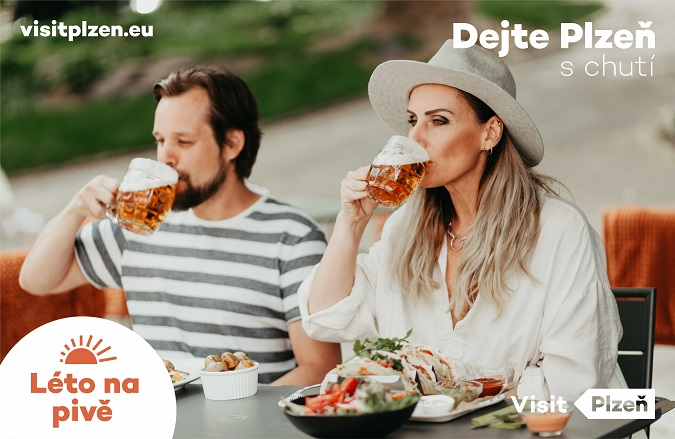 visitplzen.eu
Dejte Plzeň
s chutí
Léto na
pivě
Visit Plzeň